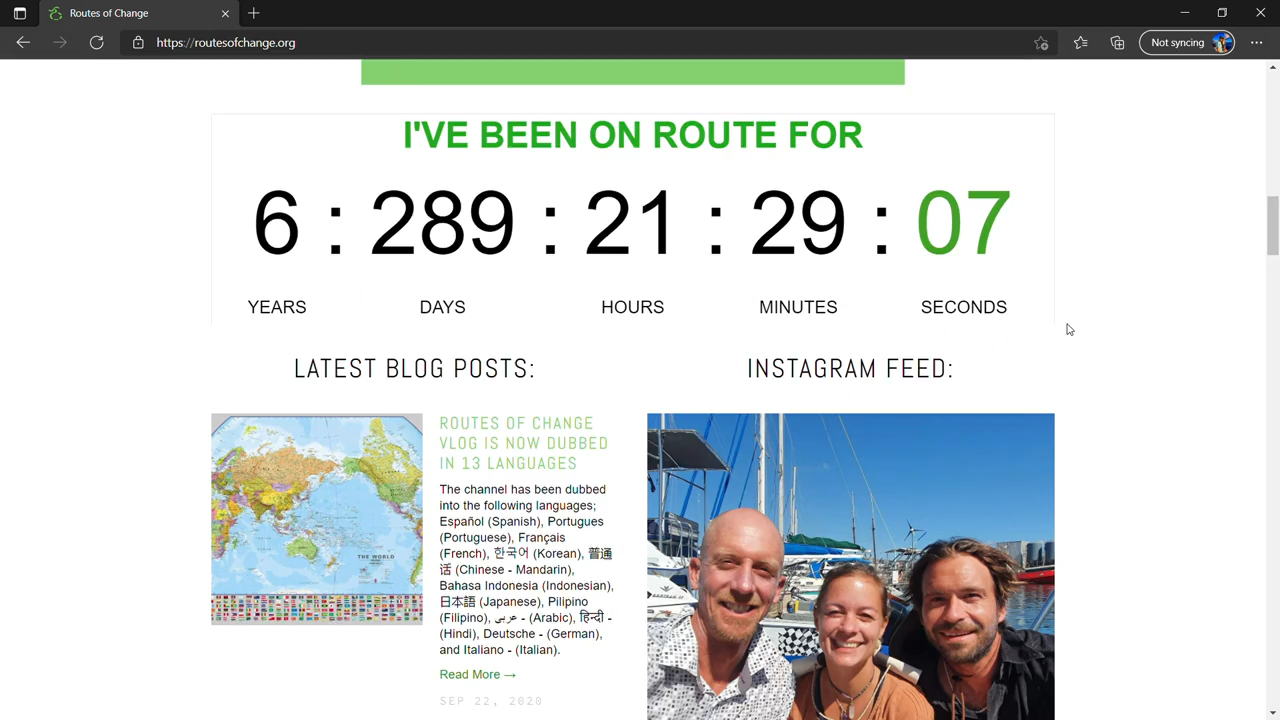 Routes of Change
https://routesofchange.org
Not syncing
I'VE BEEN ON ROUTE FOR
6 : 289 : 21 : 29 : 07
YEARS DAYS HOURS MINUTES SECONDS
LATEST BLOG POSTS:
THE WORLD
ROUTES OF CHANGE
VLOG IS NOW DUBBED
IN 13 LANGUAGES
The channel has been dubbed
into the following languages;
Español (Spanish), Portugues
(Portuguese), Français
(French), 한국어 (Korean), 普通
话 (Chinese - Mandarin),
Bahasa Indonesia (Indonesian),
日本語 (Japanese), Pilipino
(Filipino), عربى - (Arabic), हिन्दी -
(Hindi), Deutsche - (German),
and Italiano - (Italian).
Read More →
SEP 22, 2020
INSTAGRAM FEED: